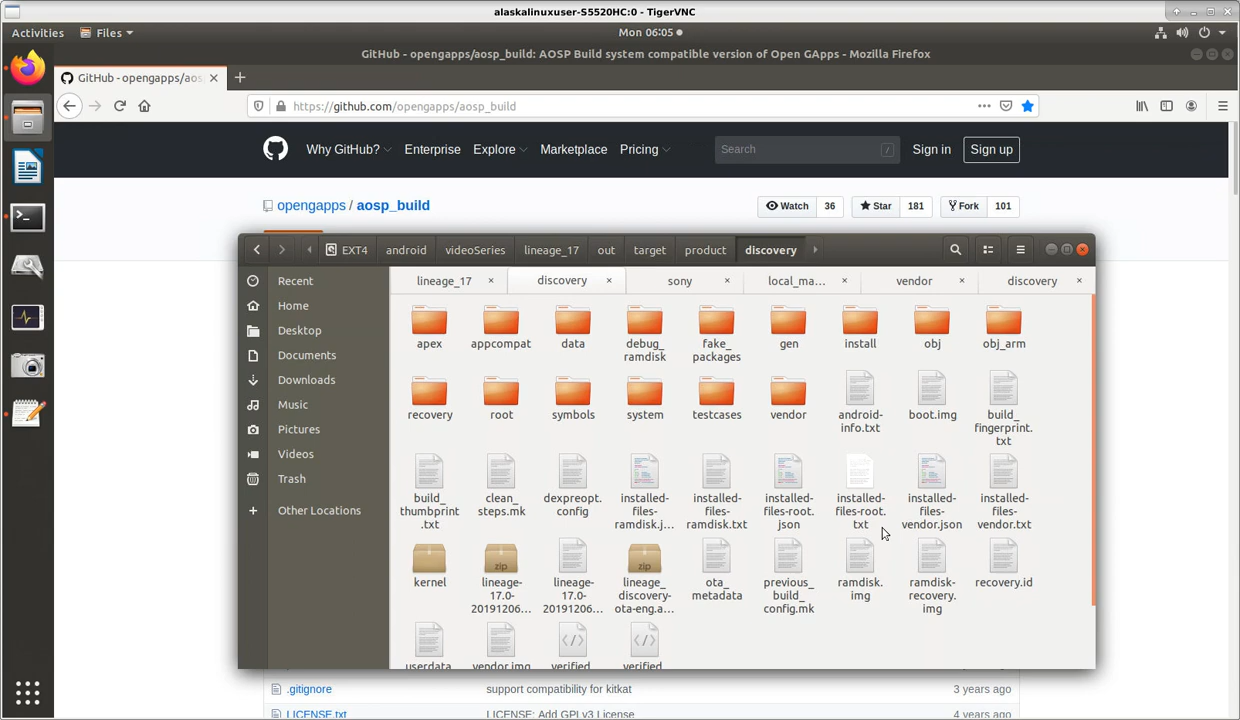 alaskalinuxuser-S5520HC:0 - TigerVNC
Activities Files Mon 06:05
GitHub - opengapps/aosp_build: AOSP Build system compatible version of Open GApps - Mozilla Firefox
GitHub - opengapps/aos
https://github.com/opengapps/aosp_build
Why GitHub? Enterprise Explore Marketplace Pricing Search / Sign in Sign up
opengapps / aosp_build Watch 36 Star 181 Fork 101
EXT4 android videoSeries lineage_17 out target product discovery
Recent
Home
Desktop
Documents
Downloads
Music
Pictures
Videos
Trash
Other Locations
lineage_17 discovery sony local_ma... vendor discovery
apex appcompat data debug_ fake_ gen install obj obj_arm
ramdisk packages
recovery root symbols system testcases vendor android- boot.img build_
info.txt fingerprint.
txt
build_ clean_ dexpreopt. installed- installed- installed- installed- installed- installed-
thumbprint steps.mk config files- files- files-root. files-root. files- files-
.txt ramdisk.j... ramdisk.txt json txt vendor.json vendor.txt
kernel lineage- lineage- lineage_ ota_ previous_ ramdisk. ramdisk- recovery.id
17.0- 17.0- discovery- metadata build_ img recovery.
20191206... 20191206... ota-eng.a... config.mk img
userdata vendor.img verified verified
.gitignore support compatibility for kitkat 3 years ago
LICENSE.txt LICENSE: Add GPLv3 License 4 years ago